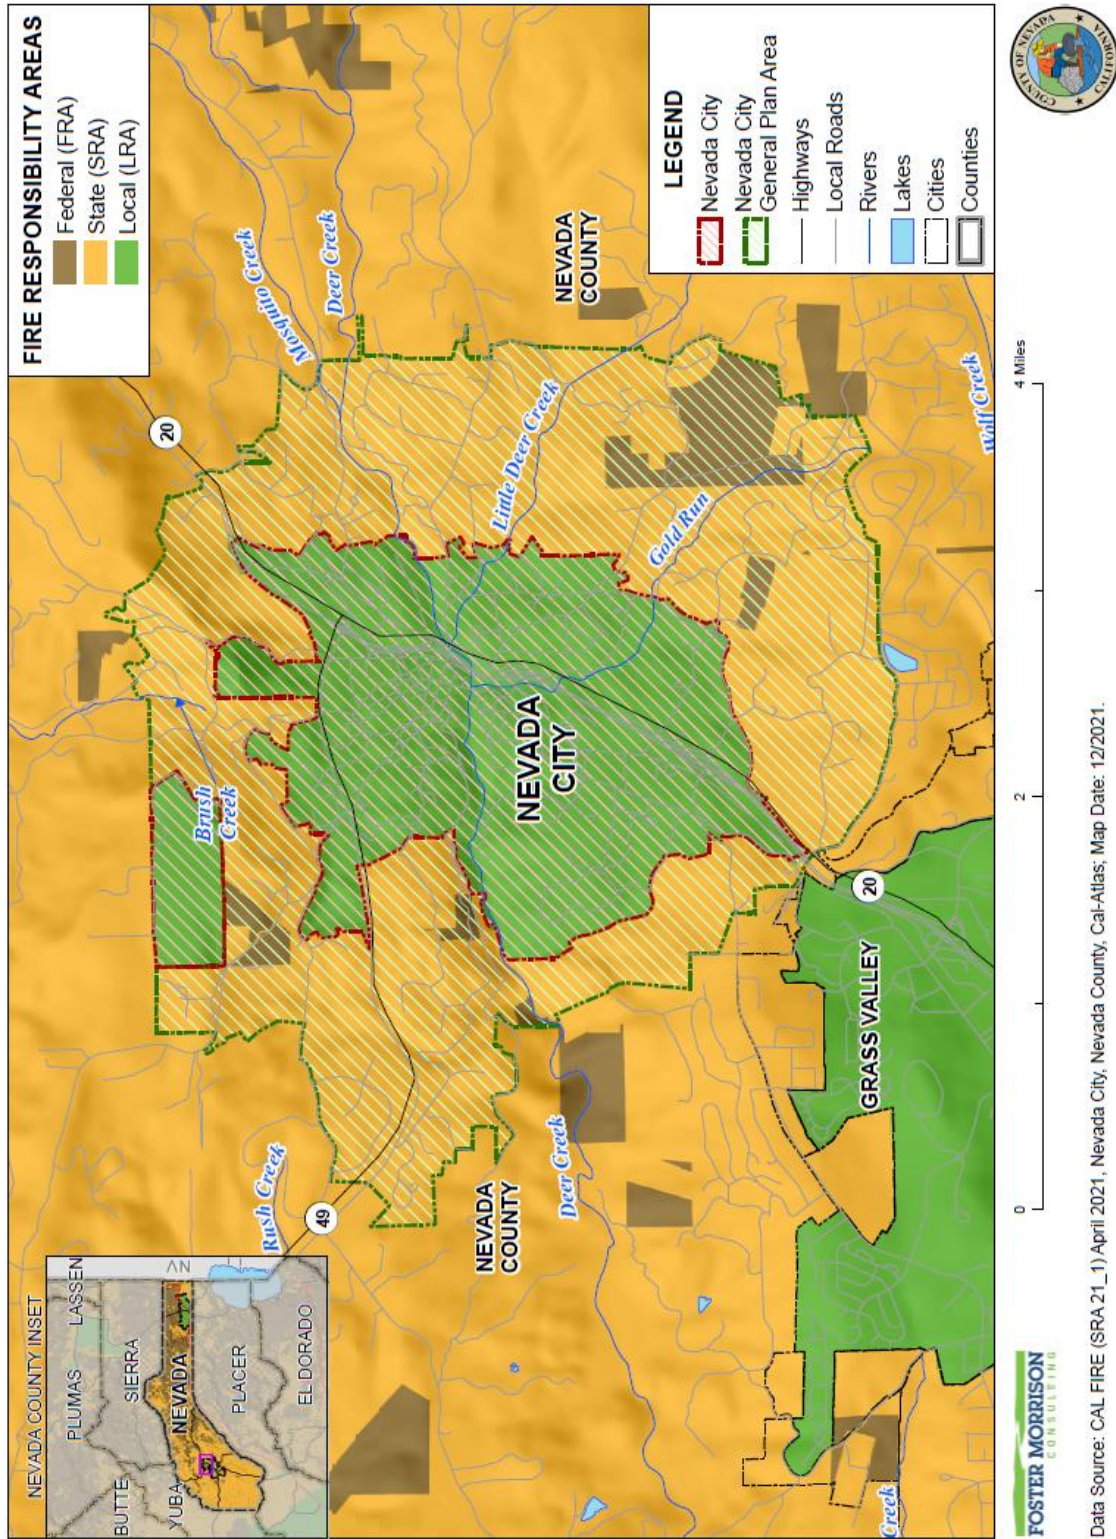 FIRE RESPONSIBILITY AREAS
Federal (FRA)
State (SRA)
Local (LRA)
NEVADA COUNTY INSET
PLUMAS
LASSEN
BUTTE
SIERRA
YUBA
NEVADA
PLACER
EL DORADO
NV
20
Mosquito Creek
Deer Creek
Brush
Creek
Rush Creek
49
Little Deer Creek
NEVADA
COUNTY
NEVADA
CITY
NEVADA
COUNTY
Deer Creek
Gold Run
20
GRASS VALLEY
Wolf Creek
Creek
LEGEND
Nevada City
Nevada City
General Plan Area
Highways
Local Roads
Rivers
Lakes
Cities
Counties
0
2
4 Miles
FOSTER MORRISON
CONSULTING
COUNTY OF NEVADA
CALIFORNIA
Data Source: CAL FIRE (SRA 21_1) April 2021, Nevada City, Nevada County, Cal-Atlas; Map Date: 12/2021.